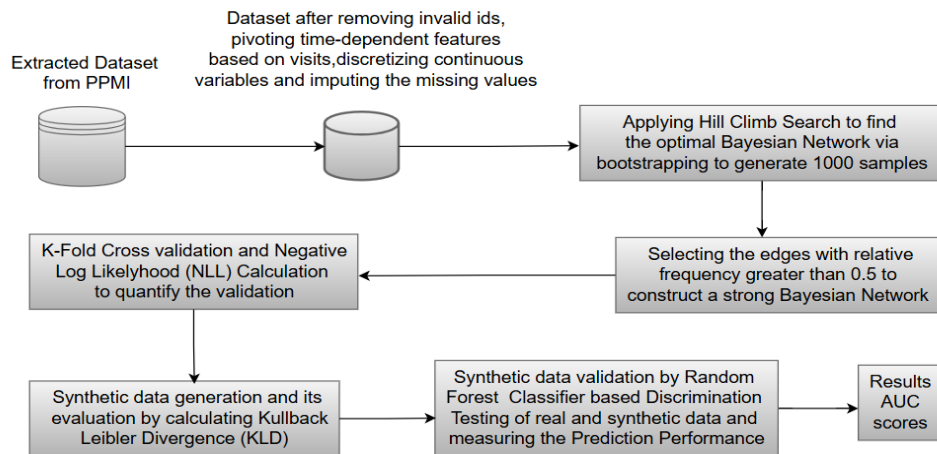 Extracted Dataset
from PPMI
Dataset after removing invalid ids,
pivoting time-dependent features
based on visits,discretizing continuous
variables and imputing the missing values
Applying Hill Climb Search to find
the optimal Bayesian Network via
bootstrapping to generate 1000 samples
Selecting the edges with relative
frequency greater than 0.5 to
construct a strong Bayesian Network
K-Fold Cross validation and Negative
Log Likelyhood (NLL) Calculation
to quantify the validation
Synthetic data generation and its
evaluation by calculating Kullback
Leibler Divergence (KLD)
Synthetic data validation by Random
Forest Classifier based Discrimination
Testing of real and synthetic data and
measuring the Prediction Performance
Results
AUC
scores